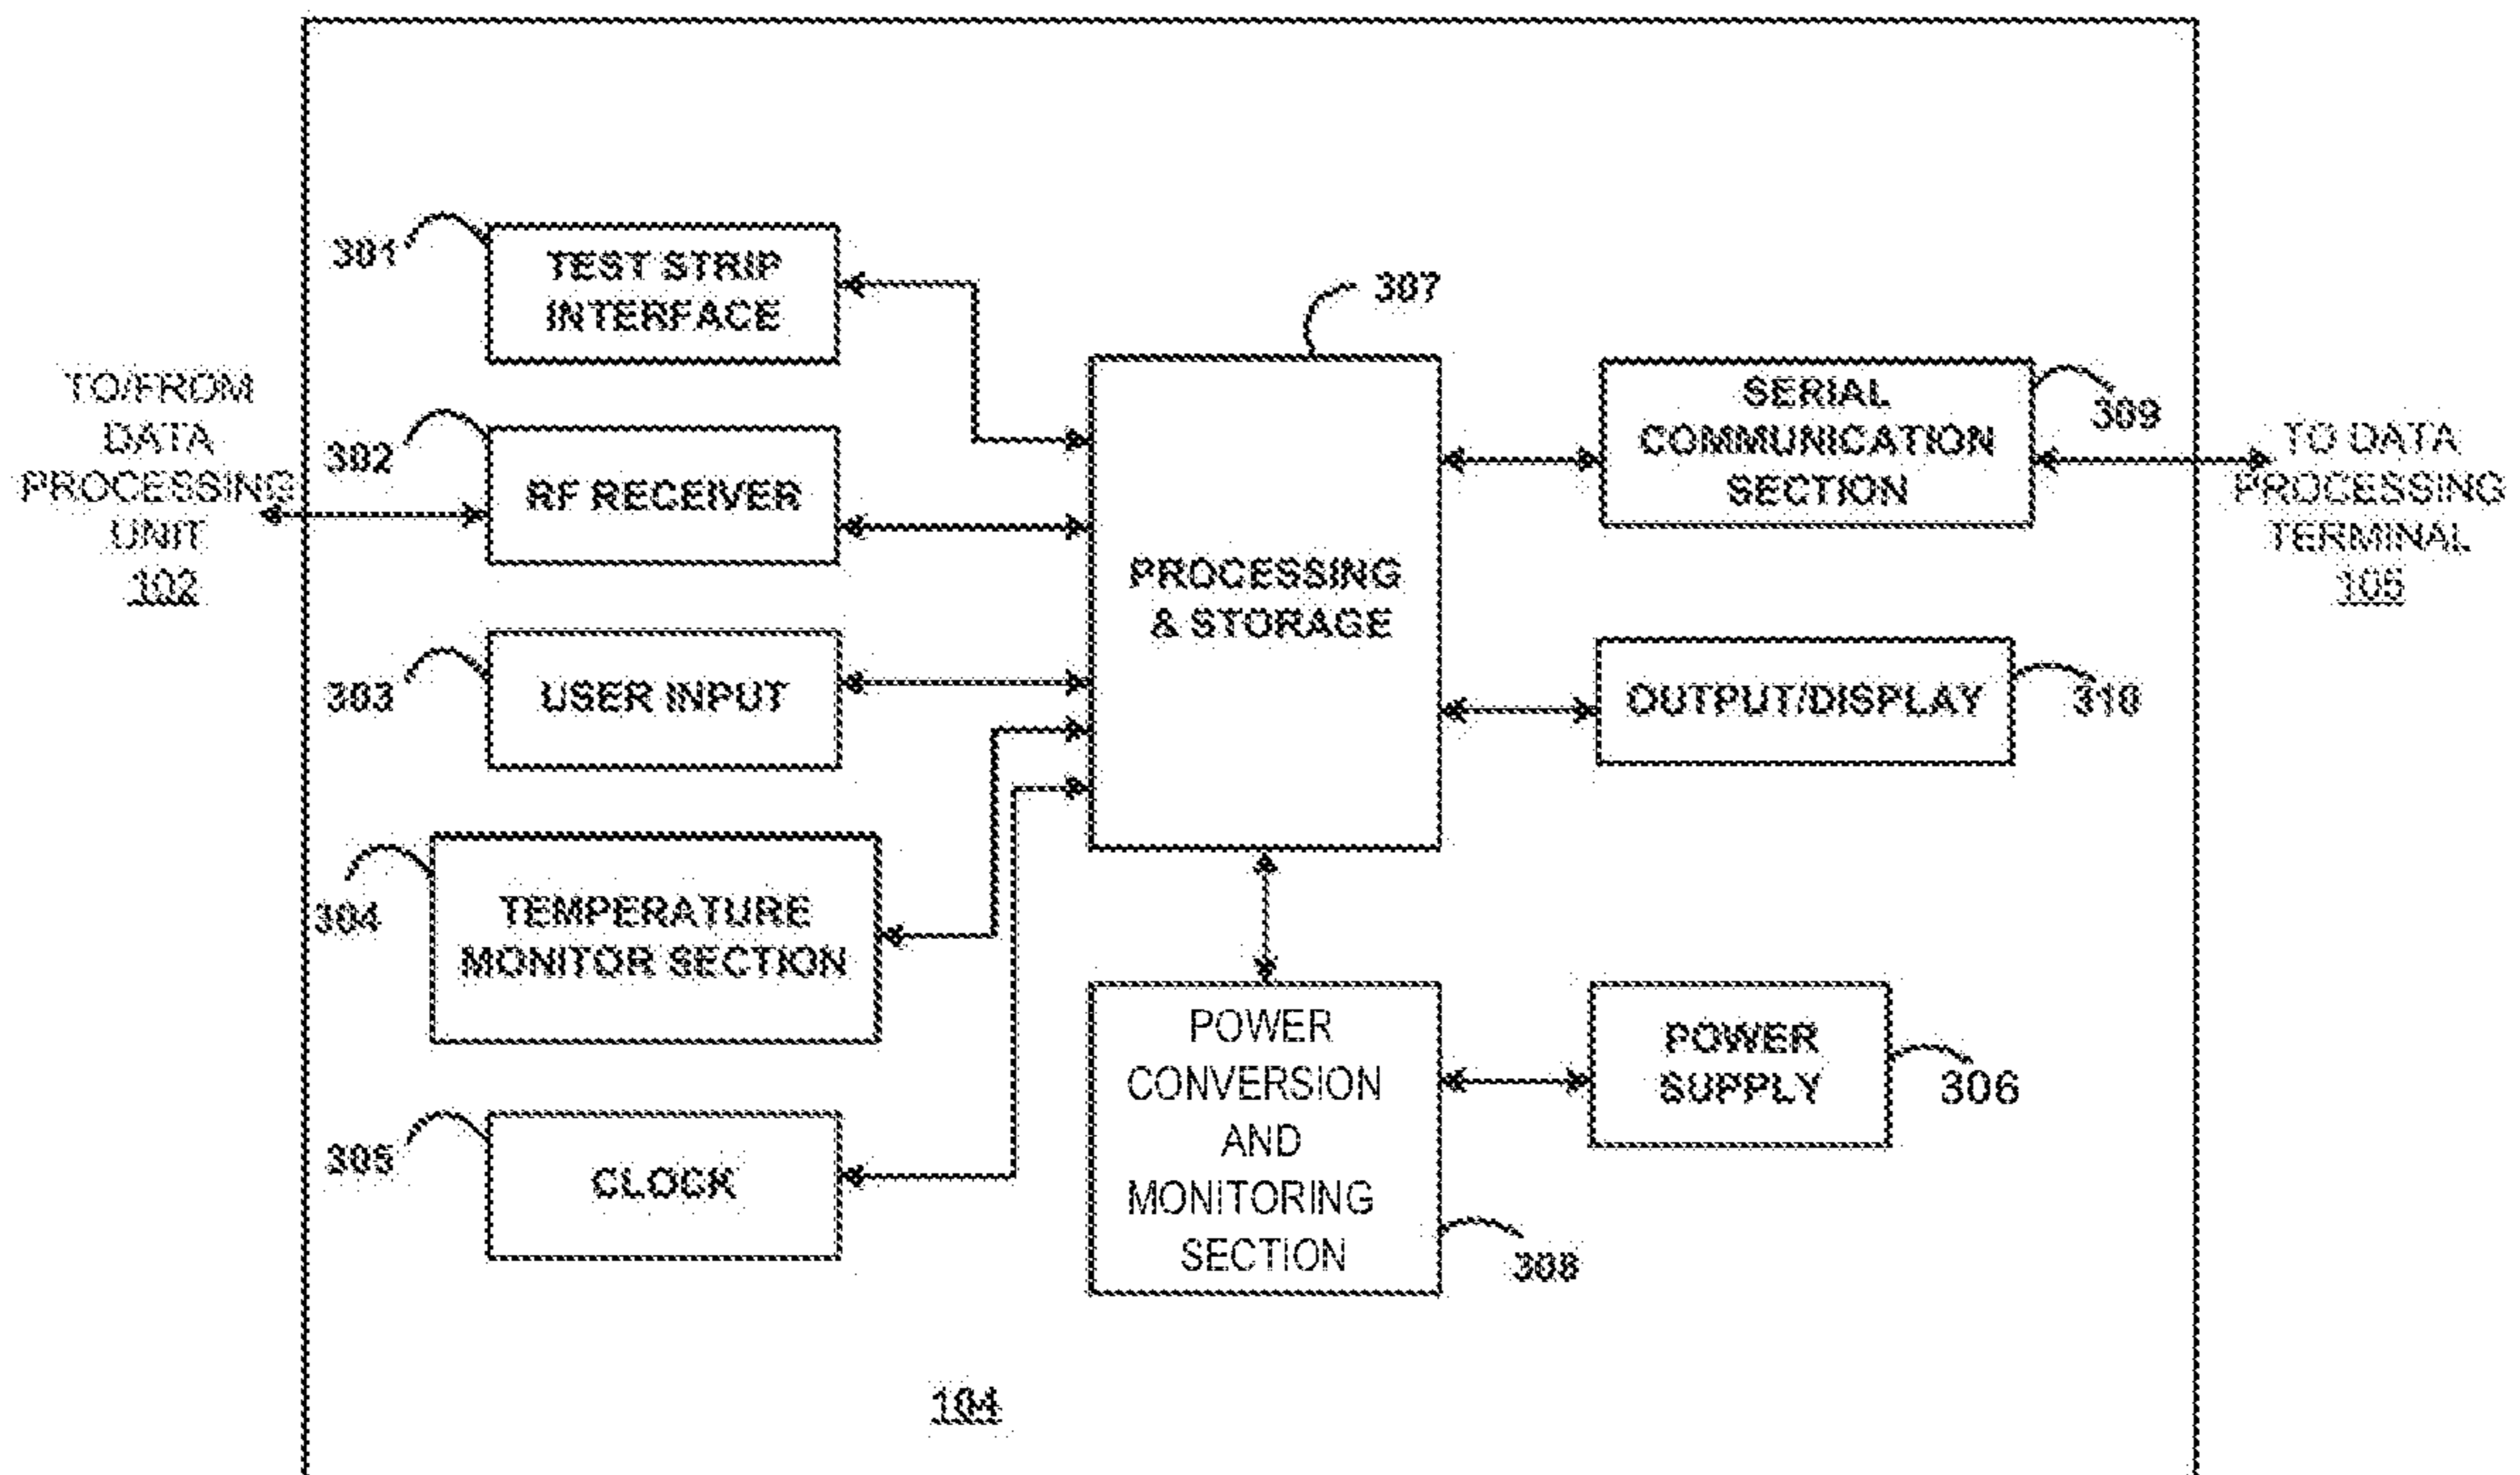 301
TEST STRIP
INTERFACE
307
TO/FROM
DATA
PROCESSING
UNIT
102
302
RF RECEIVER
PROCESSING
& STORAGE
SERIAL
COMMUNICATION
SECTION
309
TO DATA
PROCESSING
TERMINAL
105
303
USER INPUT
OUTPUT/DISPLAY
310
304
TEMPERATURE
MONITOR SECTION
POWER
CONVERSION
AND
MONITORING
SECTION
308
POWER
SUPPLY
306
305
CLOCK
104